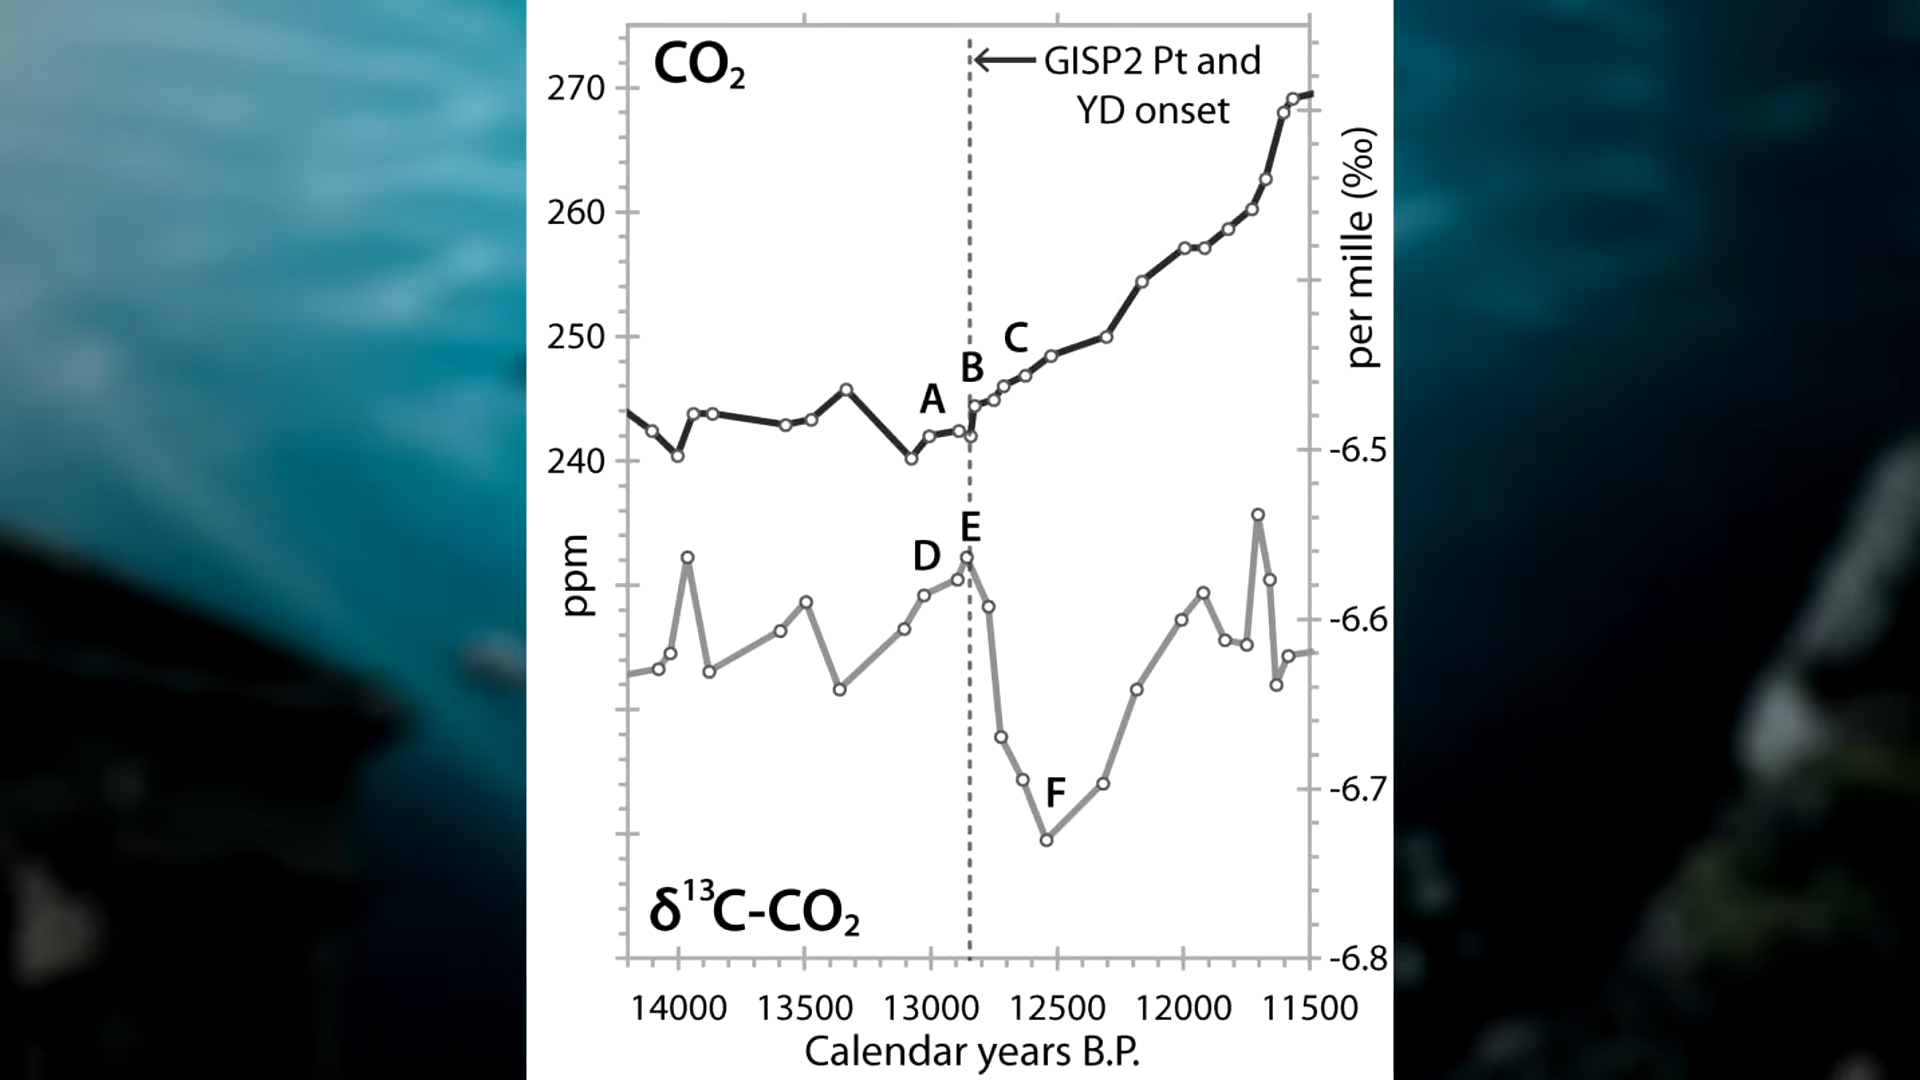 CO₂
GISP2 Pt and
YD onset
270
260
250
240
ppm
per mille (‰)
-6.5
-6.6
-6.7
-6.8
A
B
C
D
E
F
δ¹³C-CO₂
14000 13500 13000 12500 12000 11500
Calendar years B.P.